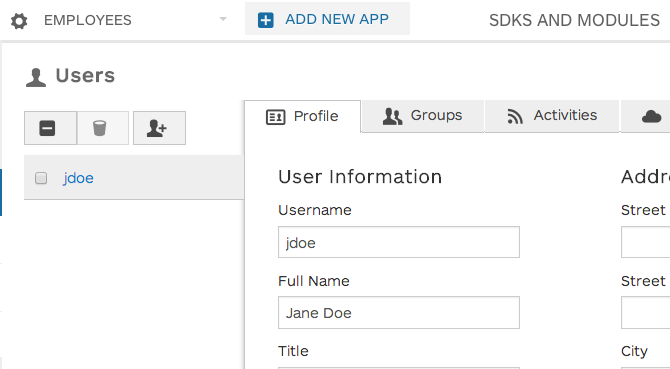 EMPLOYEES
ADD NEW APP
SDKS AND MODULES
Users
Profile
Groups
Activities
jdoe
User Information
Addr
Username
Street
jdoe
Full Name
Street
Jane Doe
Title
City